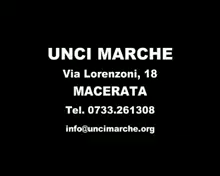 UNCI MARCHE
Via Lorenzoni, 18
MACERATA
Tel. 0733.261308
info@uncimarche.org